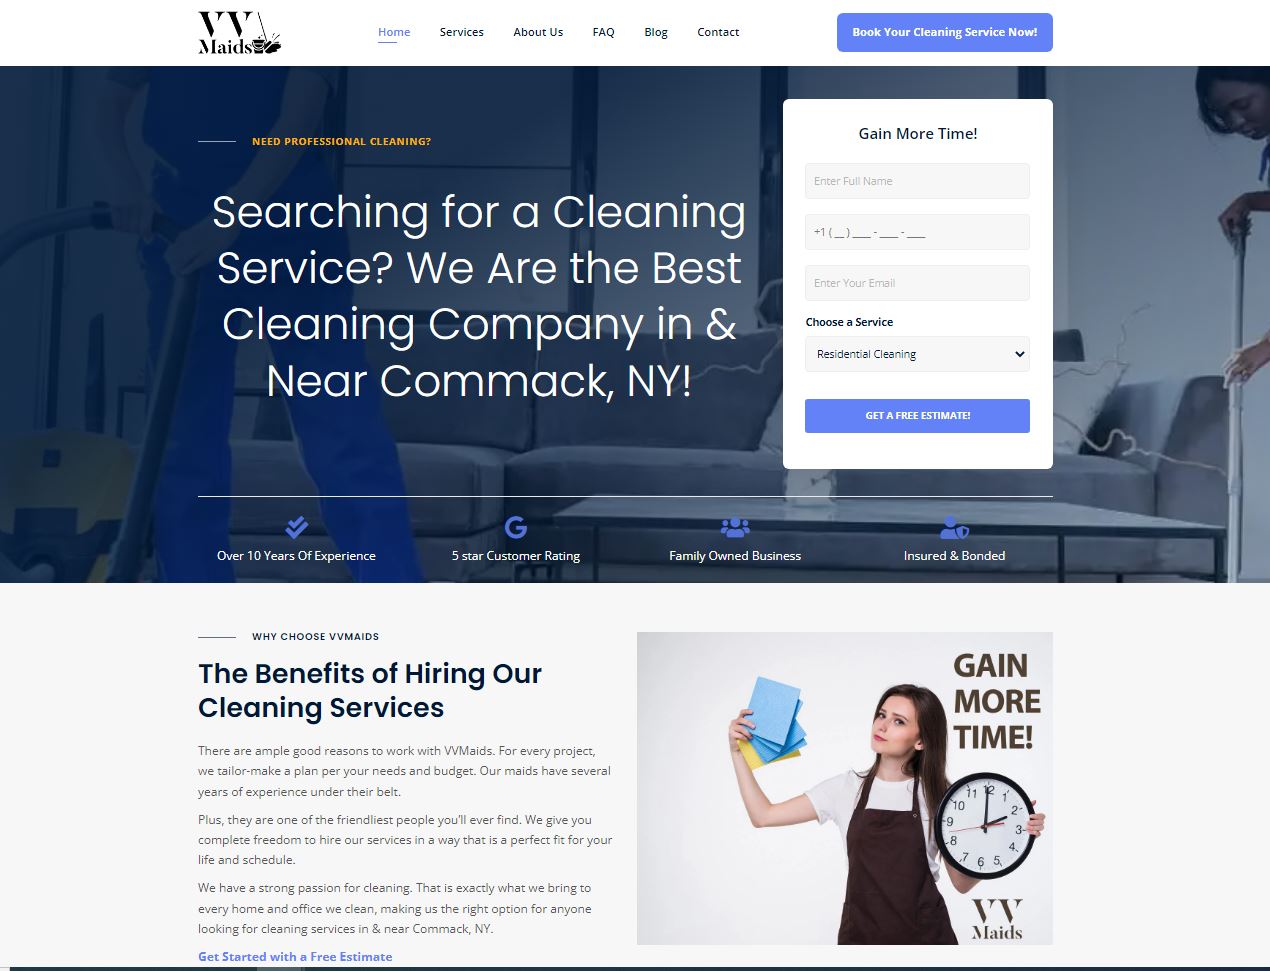 VV
Maids
Home
Services
About Us
FAQ
Blog
Contact
Book Your Cleaning Service Now!
NEED PROFESSIONAL CLEANING?
Searching for a Cleaning
Service? We Are the Best
Cleaning Company in &
Near Commack, NY!
Gain More Time!
Enter Full Name
+1 ( __ ) ____ - ____ - ____
Enter Your Email
Choose a Service
Residential Cleaning
GET A FREE ESTIMATE!
Over 10 Years Of Experience
5 star Customer Rating
Family Owned Business
Insured & Bonded
WHY CHOOSE VVMAIDS
The Benefits of Hiring Our
Cleaning Services
There are ample good reasons to work with VVMaids. For every project,
we tailor-make a plan per your needs and budget. Our maids have several
years of experience under their belt.
Plus, they are one of the friendliest people you’ll ever find. We give you
complete freedom to hire our services in a way that is a perfect fit for your
life and schedule.
We have a strong passion for cleaning. That is exactly what we bring to
every home and office we clean, making us the right option for anyone
looking for cleaning services in & near Commack, NY.
Get Started with a Free Estimate
GAIN
MORE
TIME!
12
1
2
3
4
5
6
7
8
9
10
11
VV
Maids